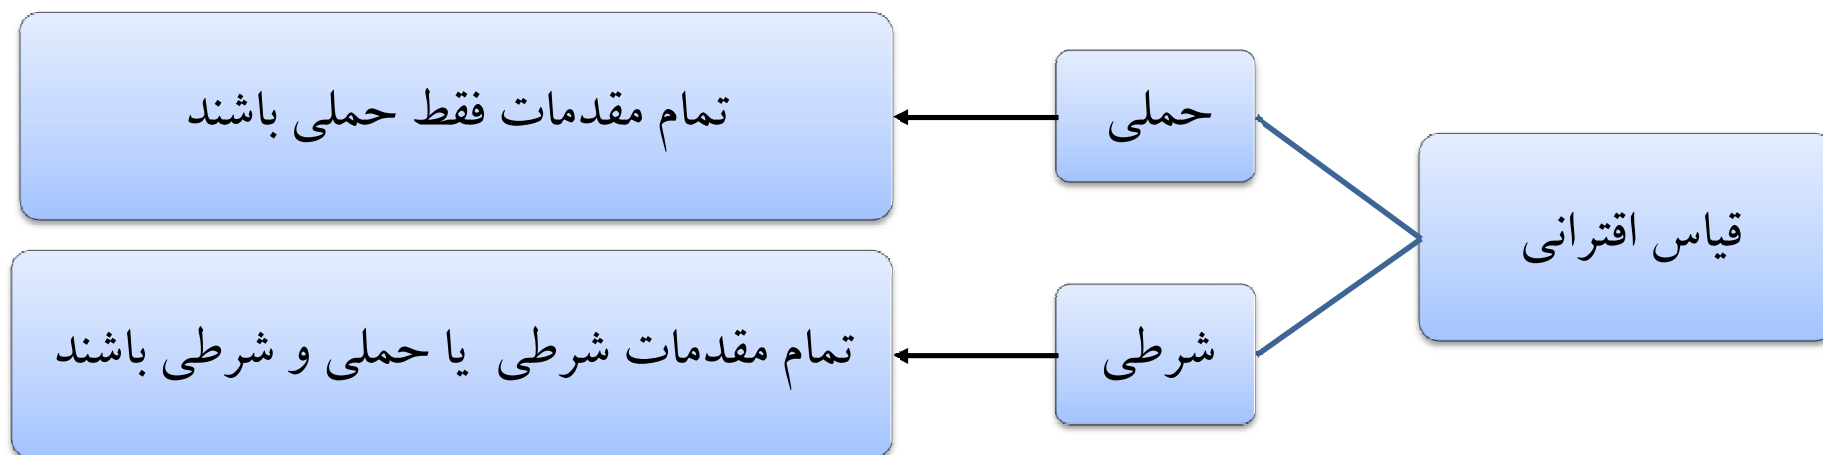 قیاس اقترانی
حملی
تمام مقدمات فقط حملی باشند
شرطی
تمام مقدمات شرطی یا حملی و شرطی باشند